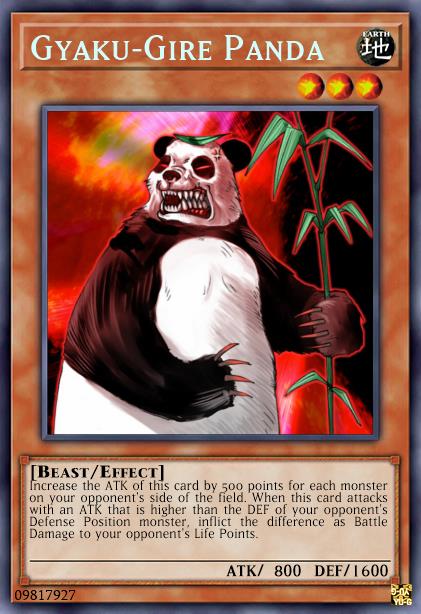 Gyaku-Gire Panda
EARTH
地
[Beast/Effect]
Increase the ATK of this card by 500 points for each monster
on your opponent's side of the field. When this card attacks
with an ATK that is higher than the DEF of your opponent's
Defense Position monster, inflict the difference as Battle
Damage to your opponent's Life Points.
ATK/ 800 DEF/1600
09817927